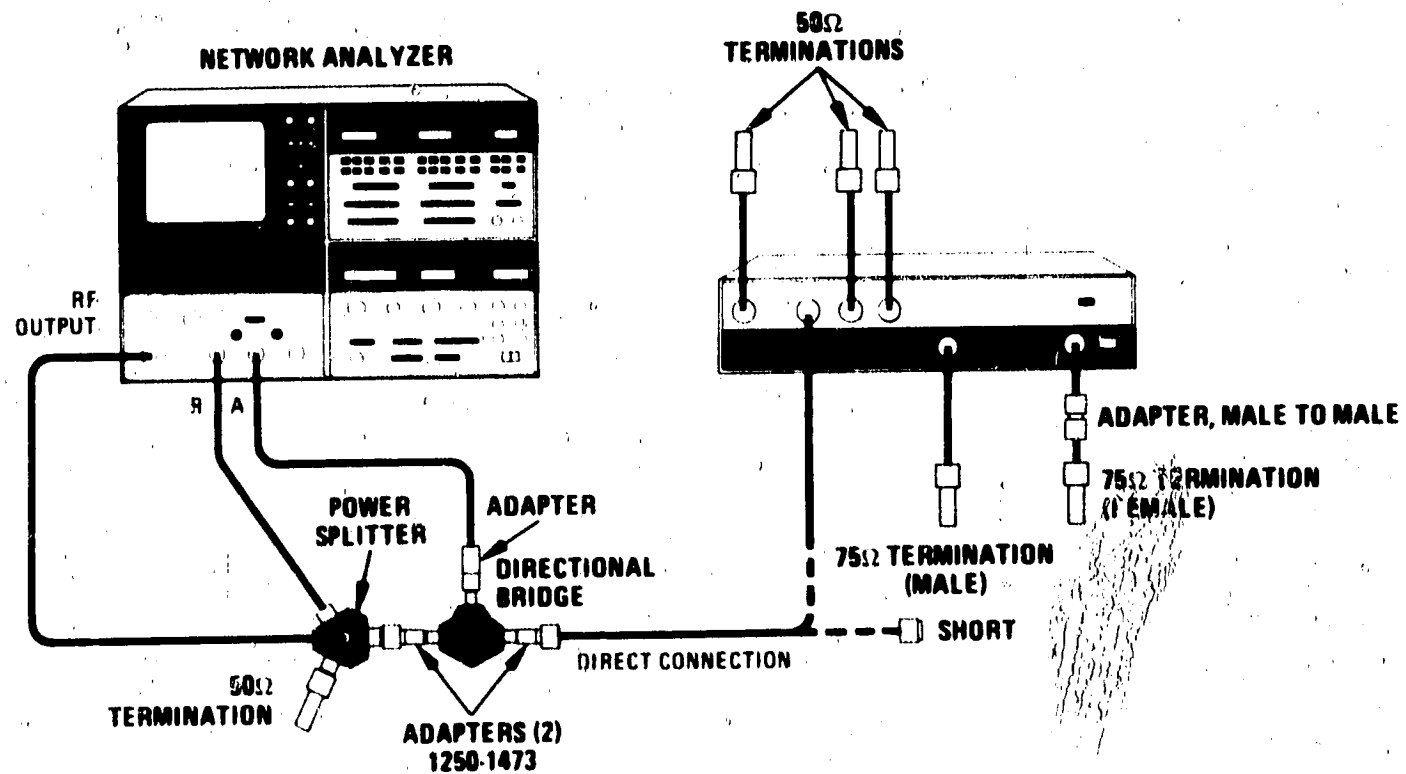 50Ω
TERMINATIONS
NETWORK ANALYZER
RF
OUTPUT
R A
ADAPTER, MALE TO MALE
75Ω TERMINATION
(FEMALE)
POWER
SPLITTER
ADAPTER
DIRECTIONAL
BRIDGE
75Ω TERMINATION
(MALE)
SHORT
DIRECT CONNECTION
50Ω
TERMINATION
ADAPTERS (2)
1250-1473